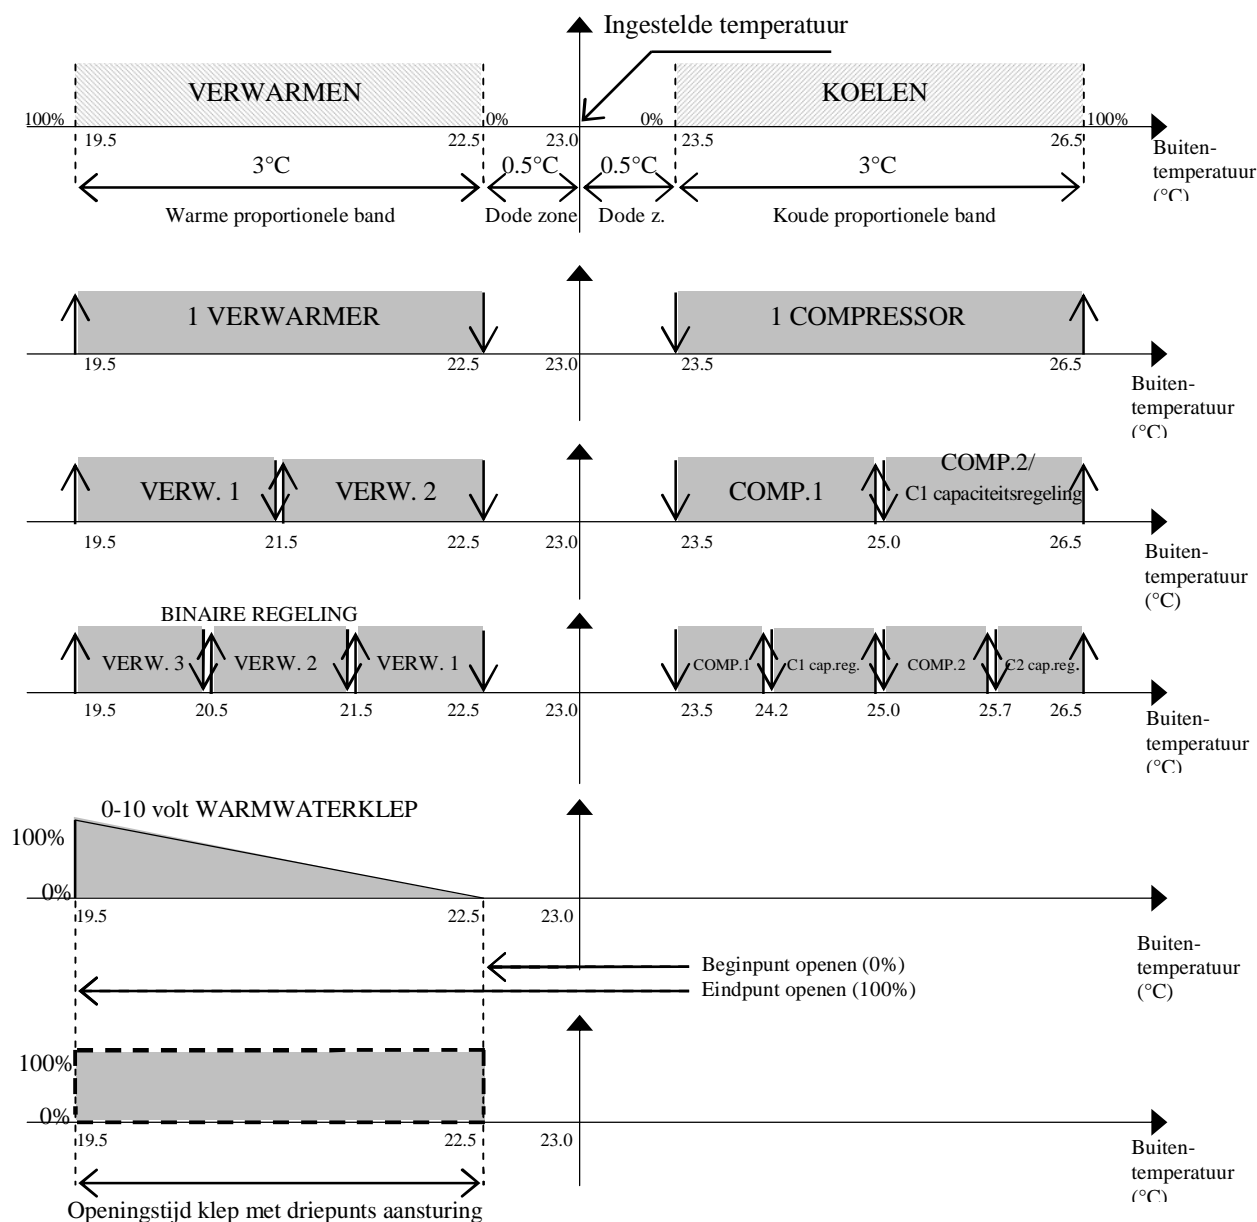 Ingestelde temperatuur
VERWARMEN
KOELEN
100%
0%
0%
100%
19.5
22.5
23.0
23.5
26.5
Buiten-
temperatuur
(°C)
3°C
0.5°C
0.5°C
3°C
Warme proportionele band
Dode zone
Dode z.
Koude proportionele band
1 VERWARMER
1 COMPRESSOR
19.5
22.5
23.0
23.5
26.5
Buiten-
temperatuur
(°C)
VERW. 1
VERW. 2
COMP.1
COMP.2/
C1 capaciteitsregeling
19.5
21.5
22.5
23.0
23.5
25.0
26.5
Buiten-
temperatuur
(°C)
BINAIRE REGELING
VERW. 3
VERW. 2
VERW. 1
COMP.1
C1 cap.reg.
COMP.2
C2 cap.reg.
19.5
20.5
21.5
22.5
23.0
23.5
24.2
25.0
25.7
26.5
Buiten-
temperatuur
(°C)
0-10 volt WARMWATERKLEP
100%
0%
19.5
22.5
23.0
Buiten-
temperatuur
(°C)
Beginpunt openen (0%)
Eindpunt openen (100%)
100%
0%
19.5
22.5
23.0
Buiten-
temperatuur
(°C)
Openingstijd klep met driepunts aansturing